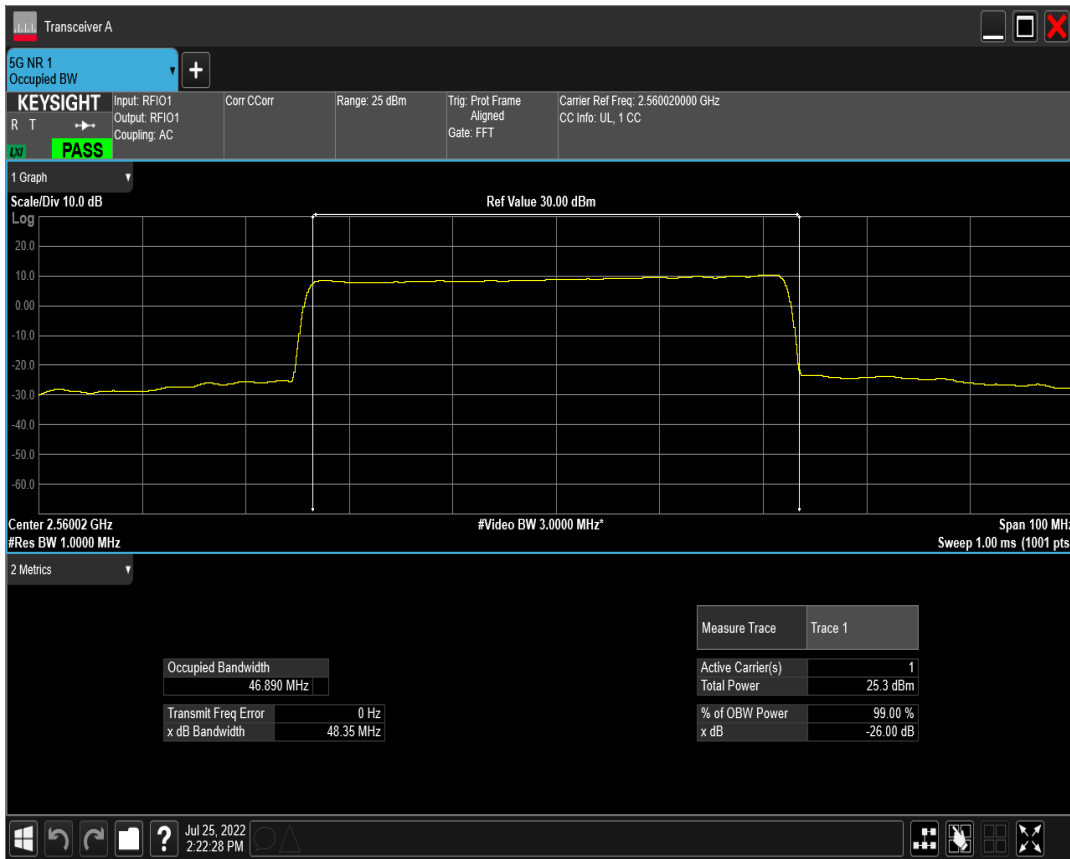 Transceiver A
5G NR 1
Occupied BW
+
KEYSIGHT
R T
LXI
PASS
Input: RFIO1
Output: RFIO1
Coupling: AC
Corr CCorr
Range: 25 dBm
Trig: Prot Frame
Aligned
Gate: FFT
Carrier Ref Freq: 2.560020000 GHz
CC Info: UL, 1 CC
1 Graph
Scale/Div 10.0 dB
Ref Value 30.00 dBm
Log
20.0
10.0
0.00
-10.0
-20.0
-30.0
-40.0
-50.0
-60.0
Center 2.56002 GHz
#Video BW 3.0000 MHz*
Span 100 MHz
#Res BW 1.0000 MHz
Sweep 1.00 ms (1001 pts
2 Metrics
Measure Trace Trace 1
Occupied Bandwidth
46.890 MHz
Active Carrier(s) 1
Total Power 25.3 dBm
Transmit Freq Error 0 Hz
x dB Bandwidth 48.35 MHz
% of OBW Power 99.00 %
x dB -26.00 dB
?
Jul 25, 2022
2:22:28 PM